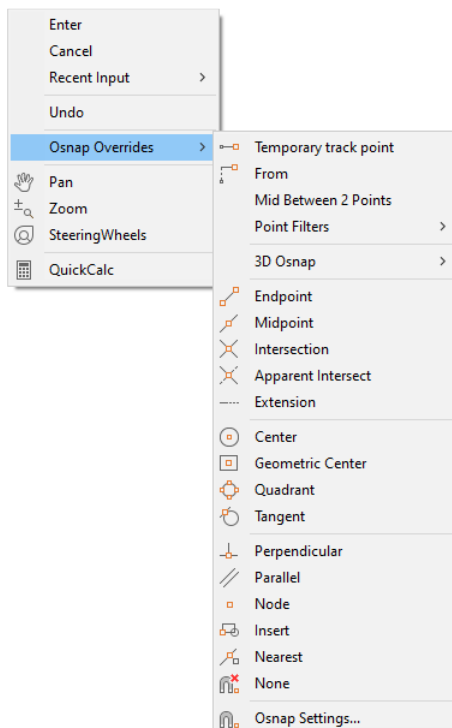 Enter
Cancel
Recent Input
Undo
Osnap Overrides
Pan
Zoom
SteeringWheels
QuickCalc
Temporary track point
From
Mid Between 2 Points
Point Filters
3D Osnap
Endpoint
Midpoint
Intersection
Apparent Intersect
Extension
Center
Geometric Center
Quadrant
Tangent
Perpendicular
Parallel
Node
Insert
Nearest
None
Osnap Settings...